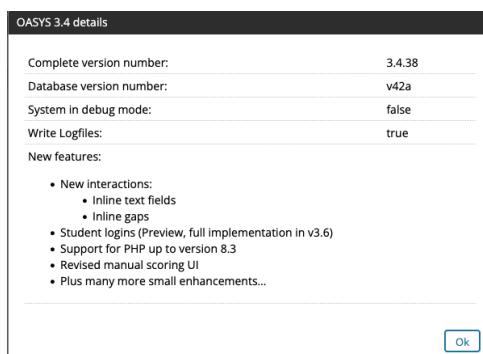 OASYS 3.4 details
Complete version number: 3.4.38
Database version number: v42a
System in debug mode: false
Write Logfiles: true
New features:
• New interactions:
• Inline text fields
• Inline gaps
• Student logins (Preview, full implementation in v3.6)
• Support for PHP up to version 8.3
• Revised manual scoring UI
• Plus many more small enhancements...
Ok